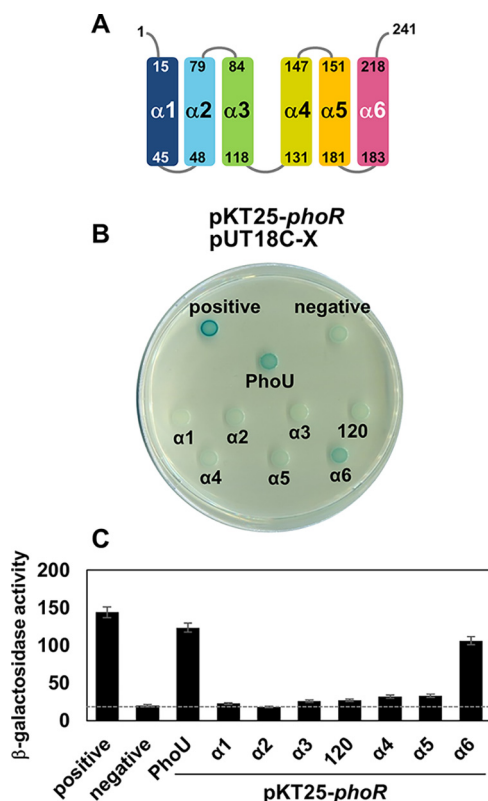 A
1
241
15 79 84 147 151 218
α1 α2 α3 α4 α5 α6
45 48 118 131 181 183
pKT25-phoR
B
pUT18C-X
positive negative
PhoU
α1 α2 α3 120
α4 α5 α6
C
200
150
100
50
0
β-galactosidase activity
positive negative PhoU α1 α2 α3 120 α4 α5 α6
pKT25-phoR